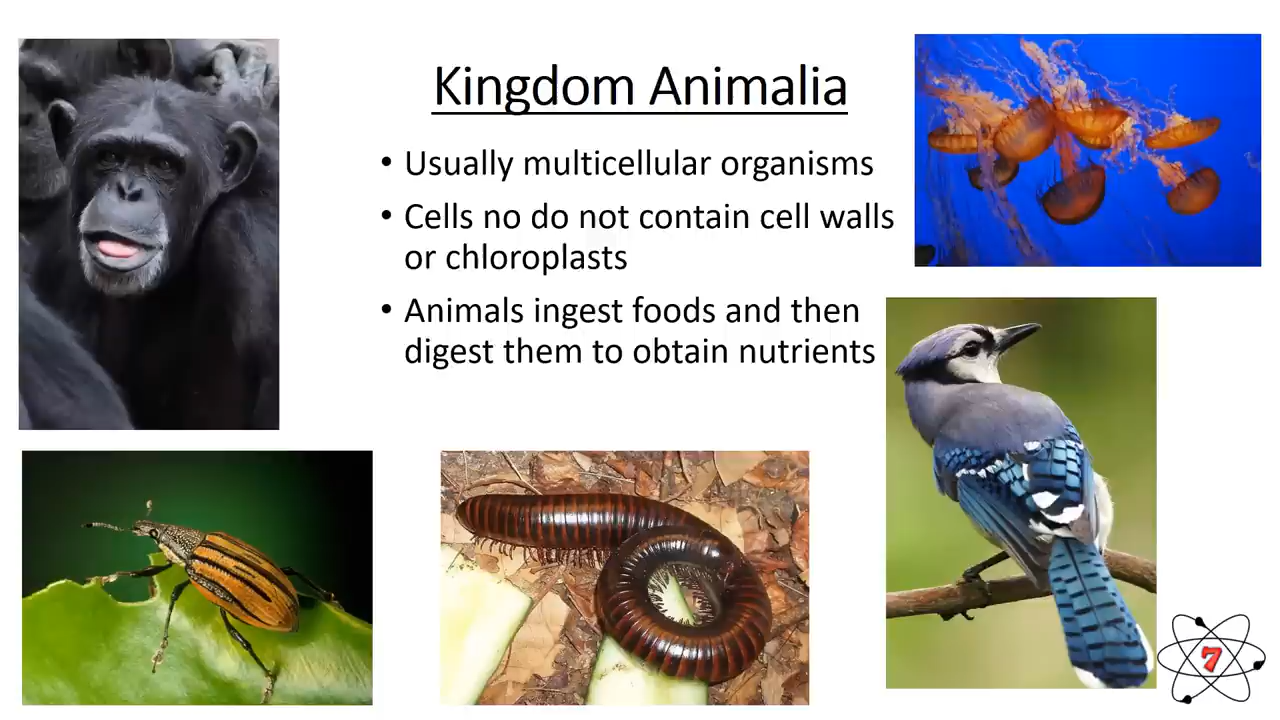 Kingdom Animalia
• Usually multicellular organisms
• Cells no do not contain cell walls
or chloroplasts
• Animals ingest foods and then
digest them to obtain nutrients
7